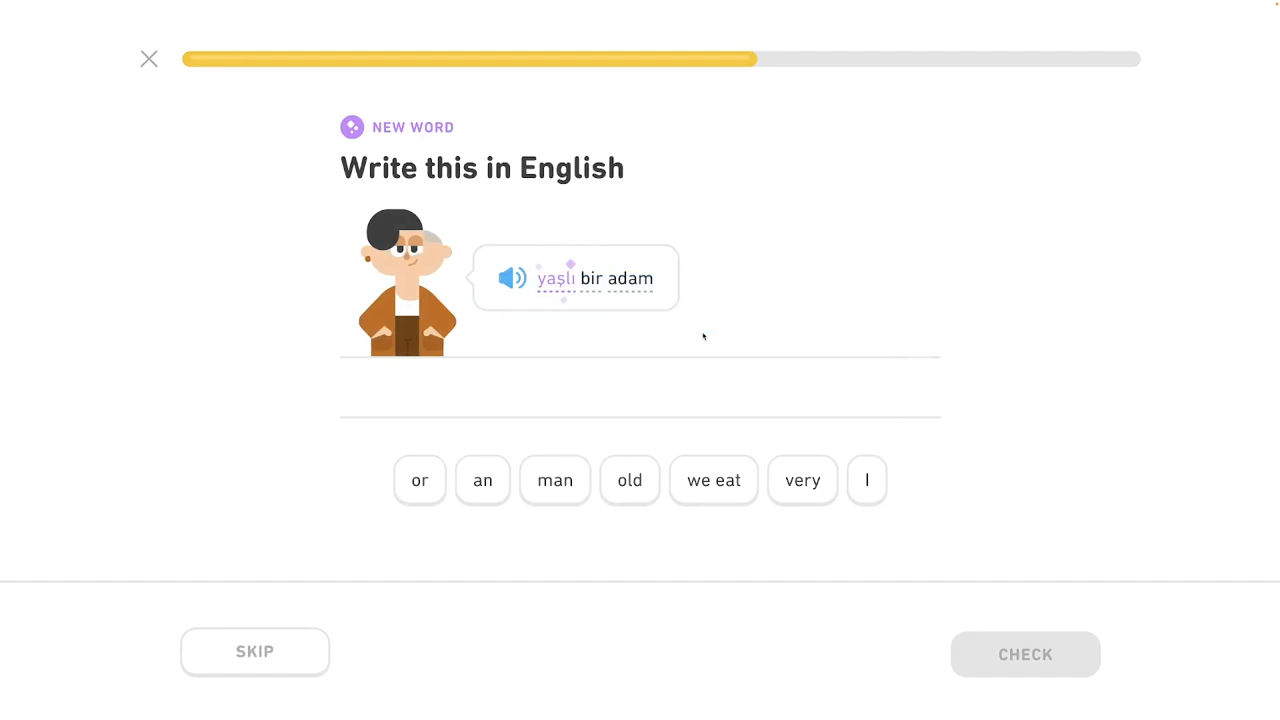 NEW WORD
Write this in English
yaşlı bir adam
or an man old we eat very I
SKIP CHECK